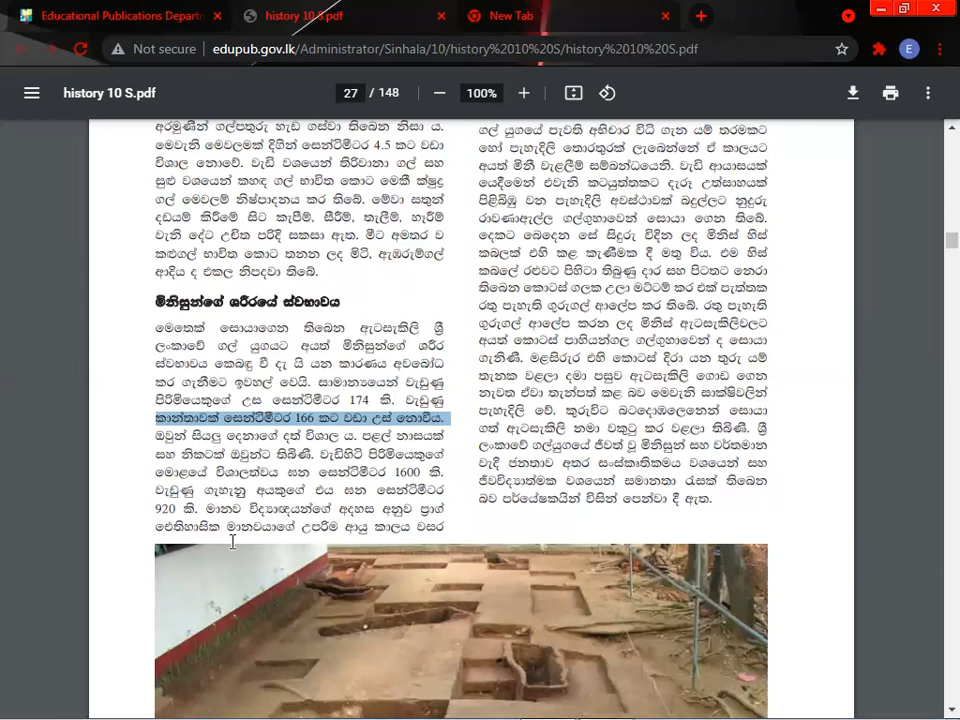 Educational Publications Depart
history 10 S.pdf
New Tab
Not secure
edupub.gov.lk/Administrator/Sinhala/10/history%2010%20S/history%2010%20S.pdf
E
history 10 S.pdf
27 / 148
100%
අරමුණින් ගල්පතුරු හැඩ ගස්වා තිබෙන නිසා ය.
මෙවැනි මෙවලමක් දිගින් සෙන්ටිමීටර 4.5 කට වඩා
විශාල නොවේ. වැඩි වශයෙන් තිරිවානා ගල් සහ
සුළු වශයෙන් කහඳ ගල් භාවිත කොට මෙකී ක්ෂුද්‍ර
ගල් මෙවලම් නිෂ්පාදනය කර තිබේ. මේවා සතුන්
දඩයම් කිරීමේ සිට කැපීම්, සීරීම්, තැලීම්, හැරීම්
වැනි දේට උචිත පරිදි සකසා ඇත. මීට අමතර ව
කළුගල් භාවිත කොට තනන ලද මිටි, ඇඹරුම්ගල්
ආදිය ද එකල නිපදවා තිබේ.
මිනිසුන්ගේ ශරීරයේ ස්වභාවය
මෙතෙක් සොයාගෙන තිබෙන ඇටසැකිලි ශ්‍රී
ලංකාවේ ගල් යුගයට අයත් මිනිසුන්ගේ ශරීර
ස්වභාවය කෙබඳු වී දැ යි යන කාරණය අවබෝධ
කර ගැනීමට ඉවහල් වෙයි. සාමාන්‍යයෙන් වැඩුණු
පිරිමියෙකුගේ උස සෙන්ටිමීටර 174 කි. වැඩුණු
කාන්තාවක් සෙන්ටිමීටර 166 කට වඩා උස් නොවීය.
ඔවුන් සියලු දෙනාගේ දත් විශාල ය. පළල් නාසයක්
සහ නිකටක් ඔවුන්ට තිබිණි. වැඩිහිටි පිරිමියෙකුගේ
මොළයේ විශාලත්වය ඝන සෙන්ටිමීටර 1600 කි.
වැඩුණු ගැහැනු අයකුගේ එය ඝන සෙන්ටිමීටර
920 කි. මානව විද්‍යාඥයන්ගේ අදහස අනුව ප්‍රාග්
ඓතිහාසික මානවයාගේ උපරිම ආයු කාලය වසර
ගල් යුගයේ පැවති අභිචාර විධි ගැන යම් තරමකට
හෝ පැහැදිලි තොරතුරක් ලැබෙන්නේ ඒ කාලයට
අයත් මිනී වැළලීම් සම්බන්ධයෙනි. වැඩි ආයාසයක්
යෙදීමෙන් එවැනි කටයුත්තකට දැරූ උත්සාහයක්
පිළිබිඹු වන පැහැදිලි අවස්ථාවක් බදුල්ලට නුදුරු
රාවණාඇල්ල ගල්ගුහාවෙන් සොයා ගෙන තිබේ.
දෙකට බෙදෙන සේ සිදුරු විදින ලද මිනිස් හිස්
කබලක් එහි කළ කැණීමක දී මතු විය. එම හිස්
කබලේ රළුවට පිහිටා තිබුණු දාර සහ පිටතට නෙරා
තිබෙන කොටස් ගලක උලා මට්ටම් කර එක් පැත්තක
රතු පැහැති ගුරුගල් ආලේප කර තිබේ. රතු පැහැති
ගුරුගල් ආලේප කරන ලද මිනිස් ඇටසැකිලිවලට
අයත් කොටස් පාහියන්ගල ගල්ගුහාවෙන් ද සොයා
ගැනිණි. මළසිරුර එහි කොටස් දිරා යන තුරු යම්
තැනක වළලා දමා පසුව ඇටසැකිලි ගොඩ ගෙන
නැවත ඒවා තැන්පත් කළ බව මෙවැනි සාක්ෂිවලින්
පැහැදිලි වේ. කුරුවිට බටදොඹලෙනෙන් සොයා
ගත් ඇටසැකිලි නමා වකුටු කර වළලා තිබිණි. ශ්‍රී
ලංකාවේ ගල්යුගයේ ජීවත් වූ මිනිසුන් සහ වර්තමාන
වැදි ජනතාව අතර සංස්කෘතිකමය වශයෙන් සහ
ජීවවිද්‍යාත්මක වශයෙන් සමානතා රැසක් තිබෙන
බව පර්යේෂකයින් විසින් පෙන්වා දී ඇත.